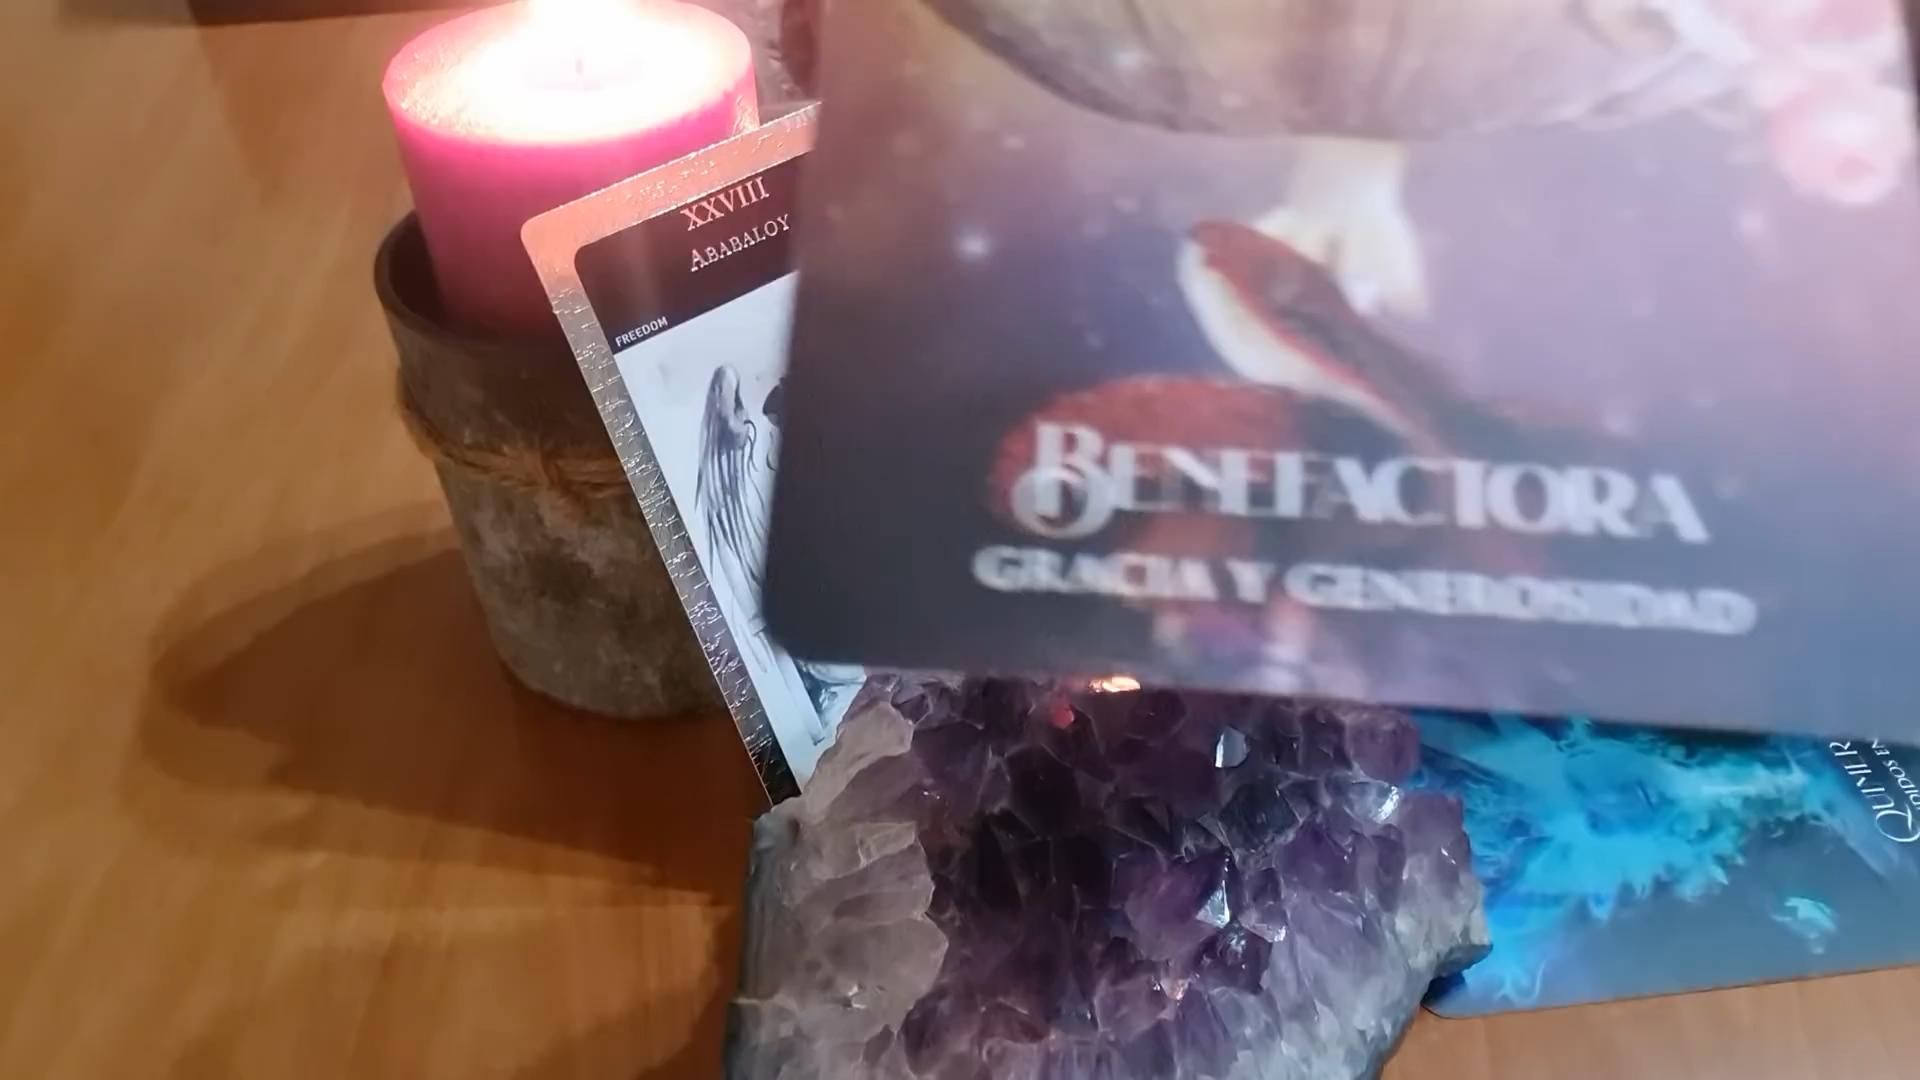 XXVIII
ABABALOY
FREEDOM
BENEFACTORA
GRACIA Y GENEROSIDAD